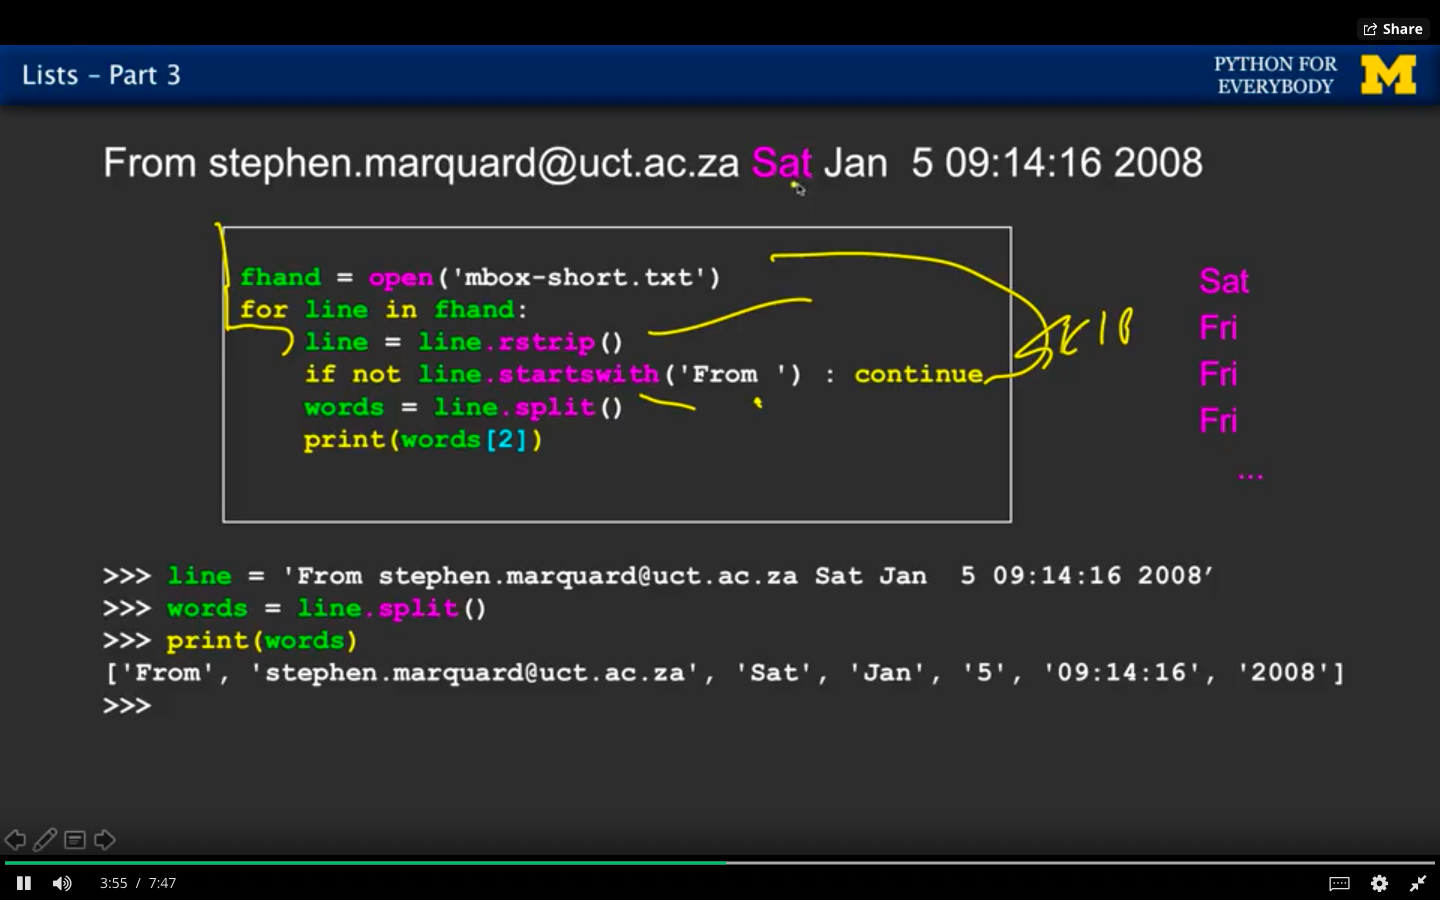 Share
Lists – Part 3
PYTHON FOR
EVERYBODY
M
From stephen.marquard@uct.ac.za Sat Jan  5 09:14:16 2008
fhand = open('mbox-short.txt')
for line in fhand:
    line = line.rstrip()
    if not line.startswith('From ') : continue
    words = line.split()
    print(words[2])
Sat
Fri
Fri
Fri
...
>>> line = 'From stephen.marquard@uct.ac.za Sat Jan  5 09:14:16 2008’
>>> words = line.split()
>>> print(words)
['From', 'stephen.marquard@uct.ac.za', 'Sat', 'Jan', '5', '09:14:16', '2008']
>>>
3:55 / 7:47